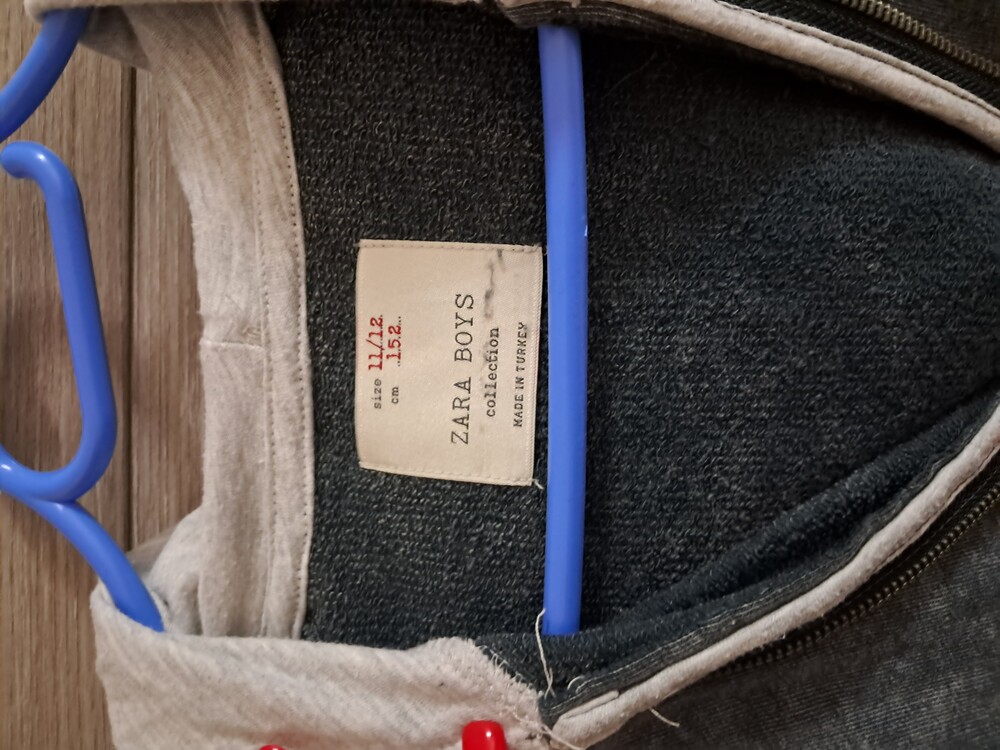 size 11/12
cm 152
ZARA BOYS
collection
MADE IN TURKEY